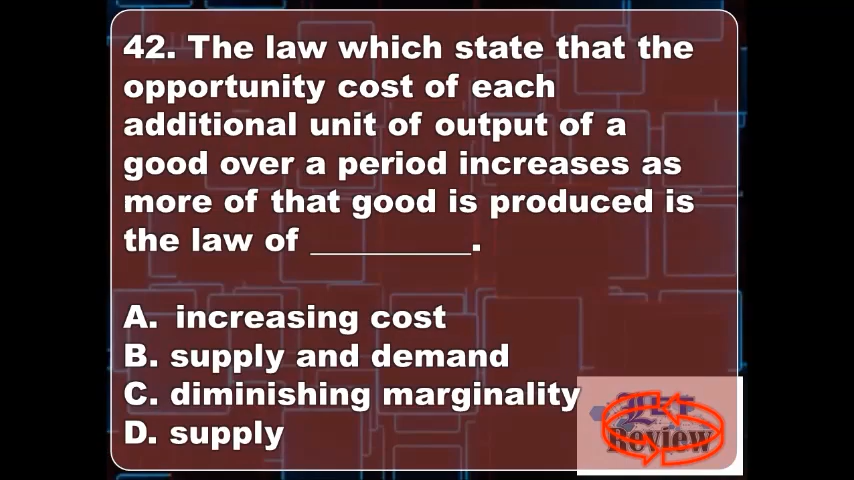 42. The law which state that the
opportunity cost of each
additional unit of output of a
good over a period increases as
more of that good is produced is
the law of __________.
A. increasing cost
B. supply and demand
C. diminishing marginality
D. supply
Review